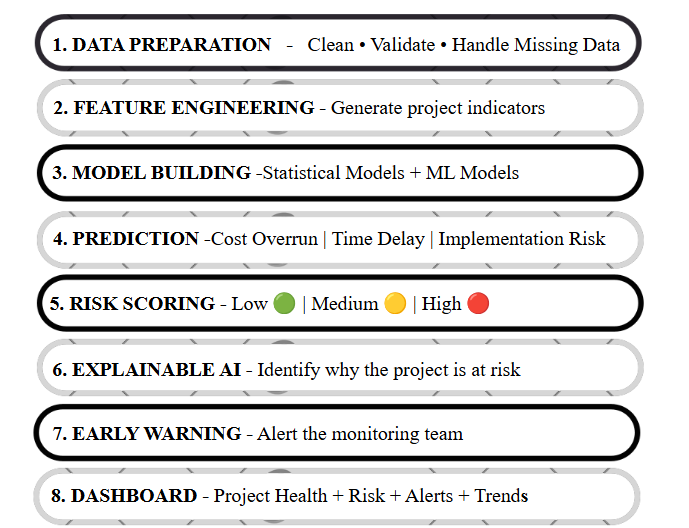 1. DATA PREPARATION - Clean • Validate • Handle Missing Data
2. FEATURE ENGINEERING - Generate project indicators
3. MODEL BUILDING -Statistical Models + ML Models
4. PREDICTION -Cost Overrun | Time Delay | Implementation Risk
5. RISK SCORING - Low 🟢 | Medium 🟡 | High 🔴
6. EXPLAINABLE AI - Identify why the project is at risk
7. EARLY WARNING - Alert the monitoring team
8. DASHBOARD - Project Health + Risk + Alerts + Trends